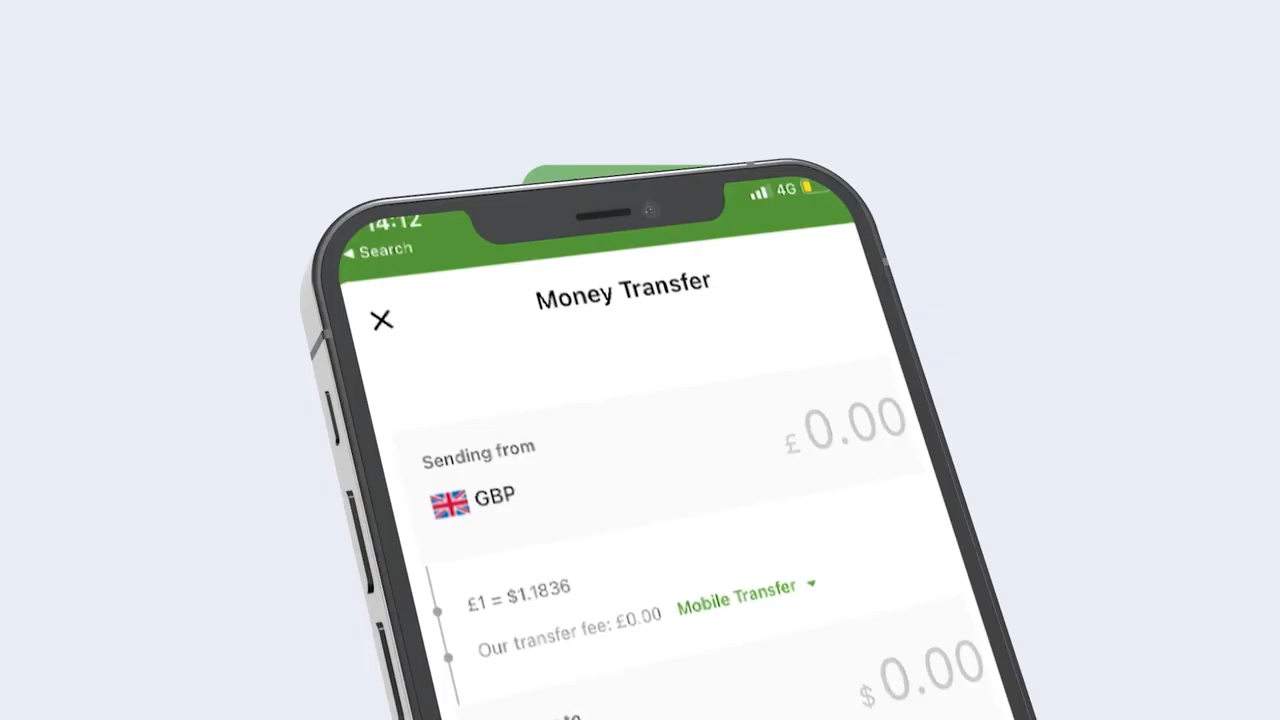 14:12
4G
◀ Search
Money Transfer
Sending from
£0.00
GBP
£1 = $1.1836
Our transfer fee: £0.00 Mobile Transfer
$0.00